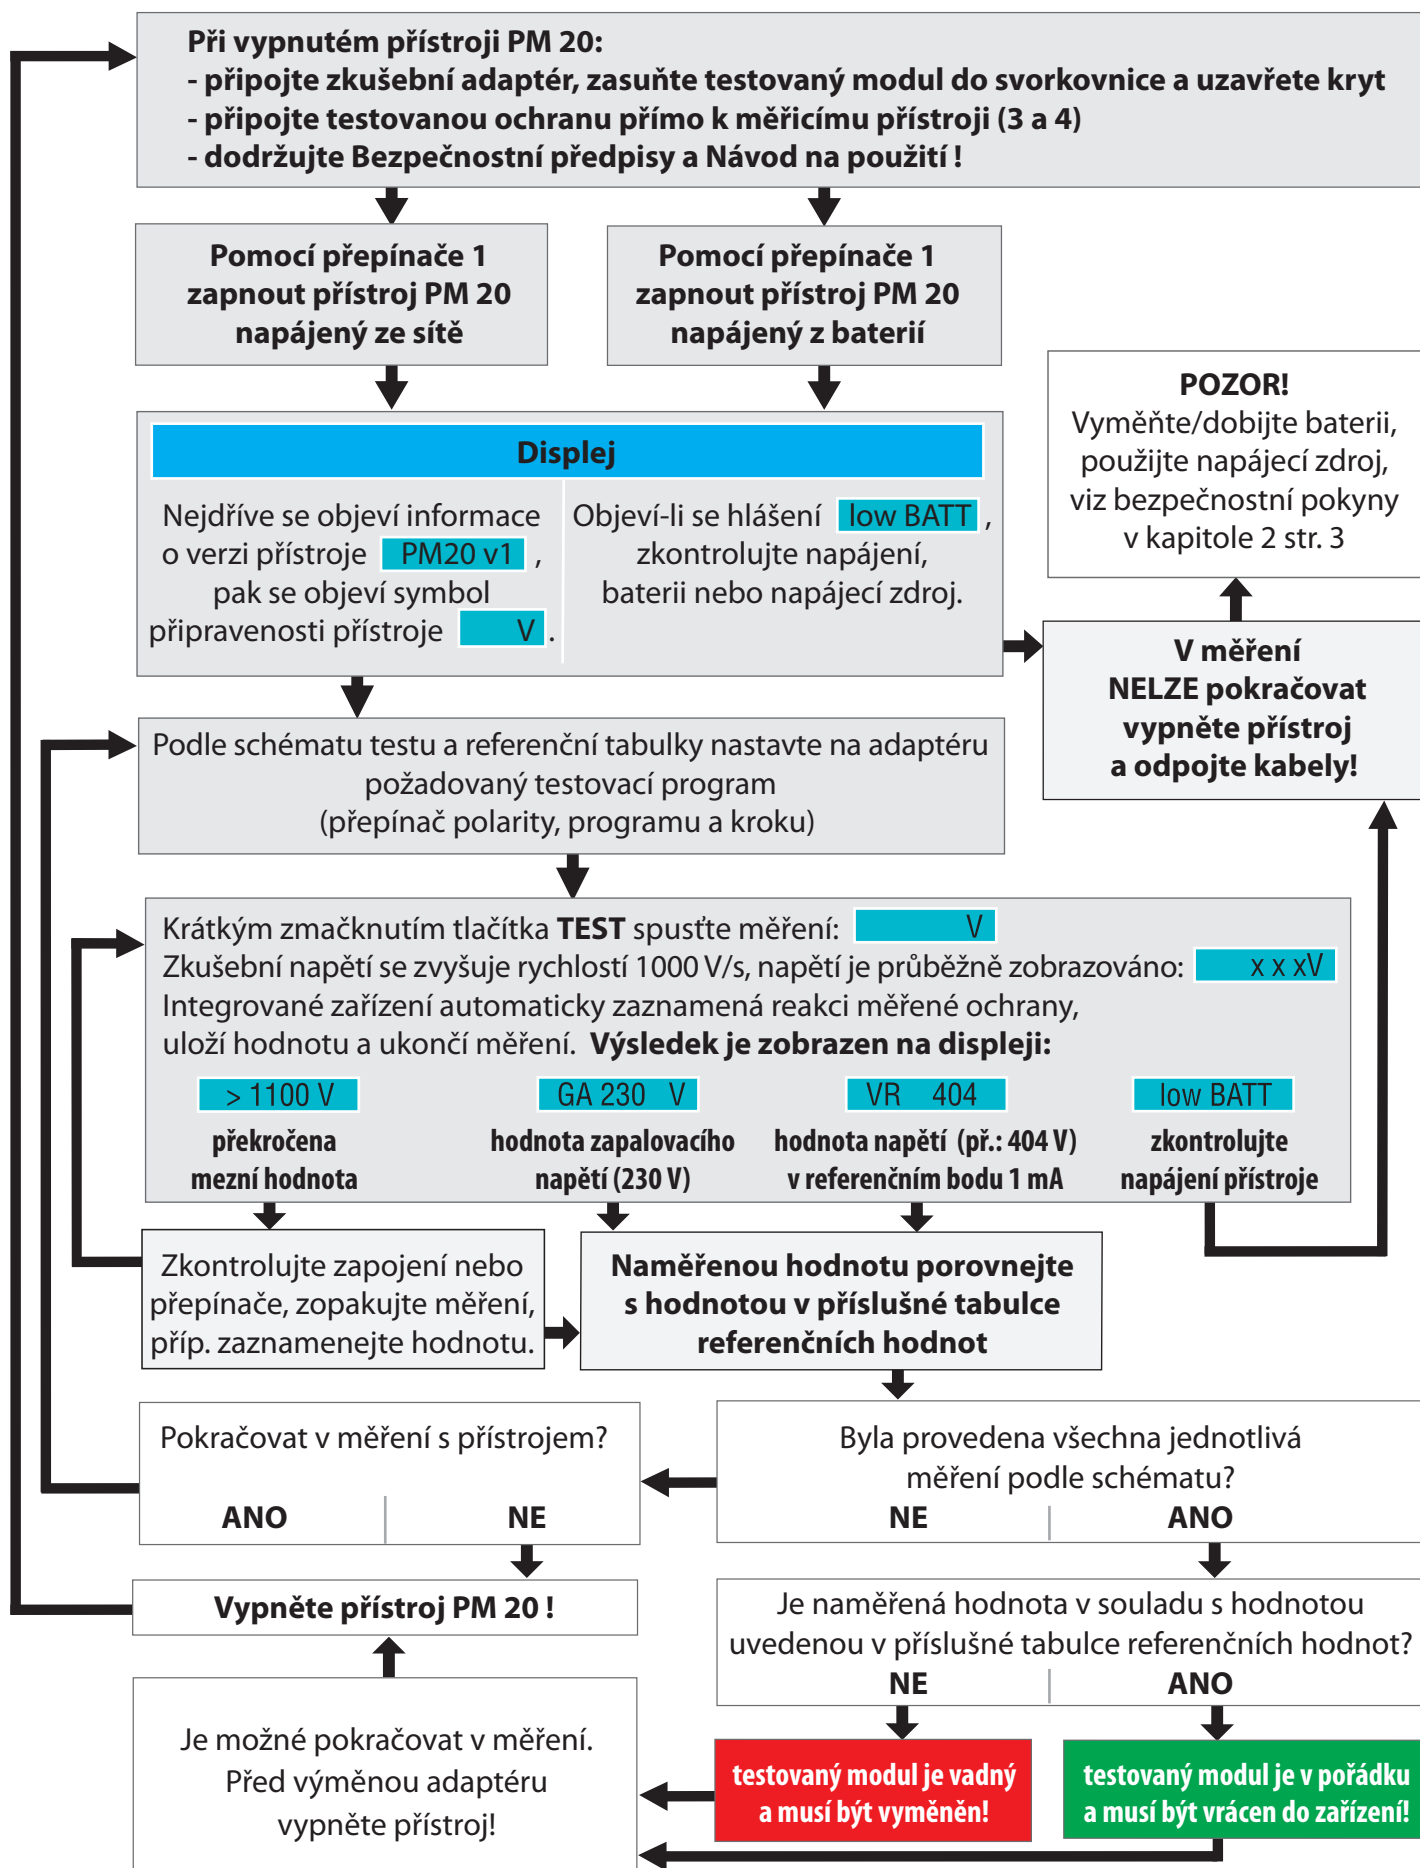 Při vypnutém přístroji PM 20:
- připojte zkušební adaptér, zasuňte testovaný modul do svorkovnice a uzavřete kryt
- připojte testovanou ochranu přímo k měřicímu přístroji (3 a 4)
- dodržujte Bezpečnostní předpisy a Návod na použití !
Pomocí přepínače 1
zapnout přístroj PM 20
napájený ze sítě
Pomocí přepínače 1
zapnout přístroj PM 20
napájený z baterií
POZOR!
Vyměňte/dobijte baterii,
použijte napájecí zdroj,
viz bezpečnostní pokyny
v kapitole 2 str. 3
Displej
Nejdříve se objeví informace
o verzi přístroje PM20 v1 ,
pak se objeví symbol
připravenosti přístroje V .
Objeví-li se hlášení low BATT ,
zkontrolujte napájení,
baterii nebo napájecí zdroj.
V měření
NELZE pokračovat
vypněte přístroj
a odpojte kabely!
Podle schématu testu a referenční tabulky nastavte na adaptéru
požadovaný testovací program
(přepínač polarity, programu a kroku)
Krátkým zmačknutím tlačítka TEST spusťte měření: V
Zkušební napětí se zvyšuje rychlostí 1000 V/s, napětí je průběžně zobrazováno: x x xV
Integrované zařízení automaticky zaznamená reakci měřené ochrany,
uloží hodnotu a ukončí měření. Výsledek je zobrazen na displeji:
> 1100 V
překročena
mezní hodnota
GA 230 V
hodnota zapalovacího
napětí (230 V)
VR 404
hodnota napětí (př.: 404 V)
v referenčním bodu 1 mA
low BATT
zkontrolujte
napájení přístroje
Zkontrolujte zapojení nebo
přepínače, zopakujte měření,
příp. zaznamenejte hodnotu.
Naměřenou hodnotu porovnejte
s hodnotou v příslušné tabulce
referenčních hodnot
Pokračovat v měření s přístrojem?
ANO NE
Byla provedena všechna jednotlivá
měření podle schématu?
NE ANO
Vypněte přístroj PM 20 !
Je naměřená hodnota v souladu s hodnotou
uvedenou v příslušné tabulce referenčních hodnot?
NE ANO
Je možné pokračovat v měření.
Před výměnou adaptéru
vypněte přístroj!
testovaný modul je vadný
a musí být vyměněn!
testovaný modul je v pořádku
a musí být vrácen do zařízení!